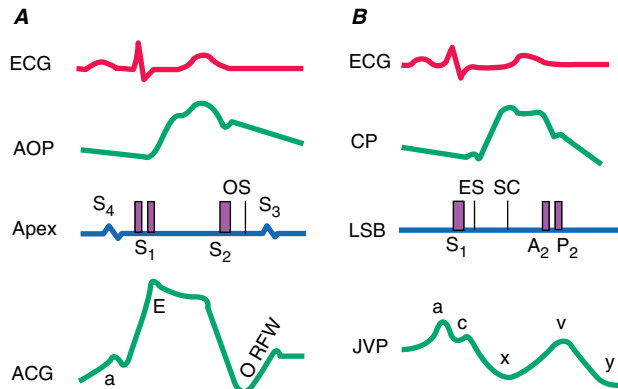 A
ECG
AOP
OS
S4
S3
Apex
S1
S2
E
O RFW
a
ACG
B
ECG
CP
ES SC
LSB
S1
A2 P2
a
c
v
x
y
JVP